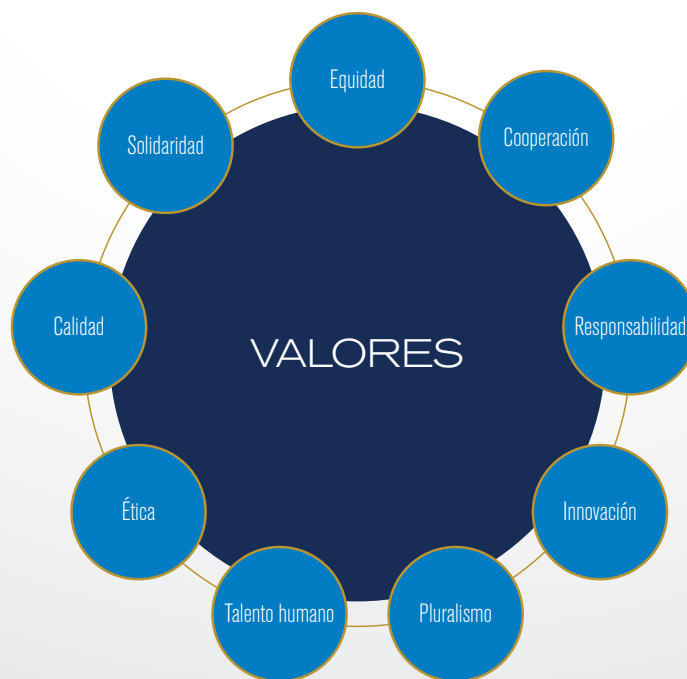 Equidad
Cooperación
Solidaridad
Calidad
Responsabilidad
VALORES
Ética
Innovación
Talento humano
Pluralismo